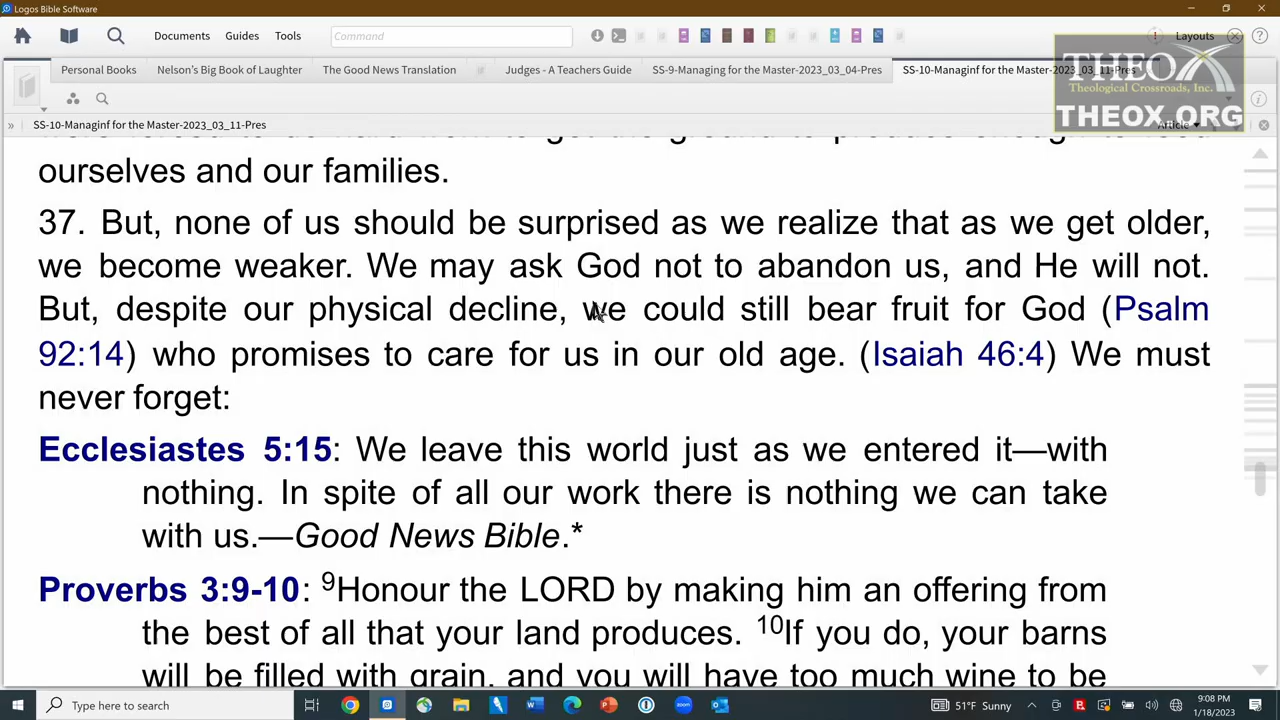 Logos Bible Software
Documents Guides Tools Command Layouts
Personal Books Nelson's Big Book of Laughter The Ga Judges - A Teachers Guide SS-9-Managing for the Master-2023_03_04-Pres SS-10-Managinf for the Master-2023_03_11-Pres
THEOX
Theological Crossroads, Inc.
THEOX.ORG
SS-10-Managinf for the Master-2023_03_11-Pres Article
ourselves and our families.
37. But, none of us should be surprised as we realize that as we get older,
we become weaker. We may ask God not to abandon us, and He will not.
But, despite our physical decline, we could still bear fruit for God (Psalm
92:14) who promises to care for us in our old age. (Isaiah 46:4) We must
never forget:
Ecclesiastes 5:15: We leave this world just as we entered it—with
nothing. In spite of all our work there is nothing we can take
with us.—Good News Bible.*
Proverbs 3:9-10: 9Honour the LORD by making him an offering from
the best of all that your land produces. 10If you do, your barns
will be filled with grain, and you will have too much wine to be
Type here to search 51°F Sunny 9:08 PM
1/18/2023